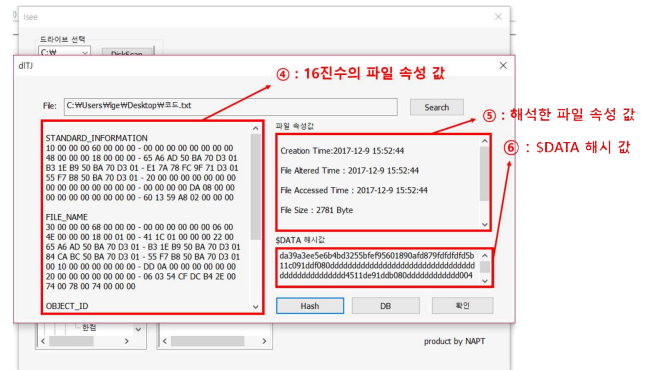 Isee
드라이브 선택
C:₩
DiskScan
dlTJ
④ : 16진수의 파일 속성 값
File:
C:₩Users₩lge₩Desktop₩코드.txt
Search
⑤ : 해석한 파일 속성 값
STANDARD_INFORMATION
10 00 00 00 60 00 00 00 - 00 00 00 00 00 00 00 00
48 00 00 00 18 00 00 00 - 65 A6 AD 50 BA 70 D3 01
B3 1E B9 50 BA 70 D3 01 - E1 7A 78 FC 9F 71 D3 01
55 F7 B8 50 BA 70 D3 01 - 20 00 00 00 00 00 00 00
00 00 00 00 00 00 00 00 - 00 00 00 00 DA 08 00 00
00 00 00 00 00 00 00 00 - 60 13 59 A8 02 00 00 00
FILE_NAME
30 00 00 00 68 00 00 00 - 00 00 00 00 00 00 06 00
4E 00 00 00 18 00 01 00 - 41 1C 01 00 00 00 22 00
65 A6 AD 50 BA 70 D3 01 - B3 1E B9 50 BA 70 D3 01
84 CA BC 50 BA 70 D3 01 - 55 F7 B8 50 BA 70 D3 01
00 10 00 00 00 00 00 00 - DD 0A 00 00 00 00 00 00
20 00 00 00 00 00 00 00 - 06 03 54 CF DC B4 2E 00
74 00 78 00 74 00 00 00
OBJECT_ID
파일 속성값
Creation Time:2017-12-9 15:52:44
File Altered Time : 2017-12-9 15:52:44
File Accessed Time : 2017-12-9 15:52:44
File Size : 2781 Byte
⑥ : $DATA 해시 값
$DATA 해시값
da39a3ee5e6b4bd3255bfef95601890afd879fdfdfdfd5b
Hash
DB
확인
한컴
product by NAPT